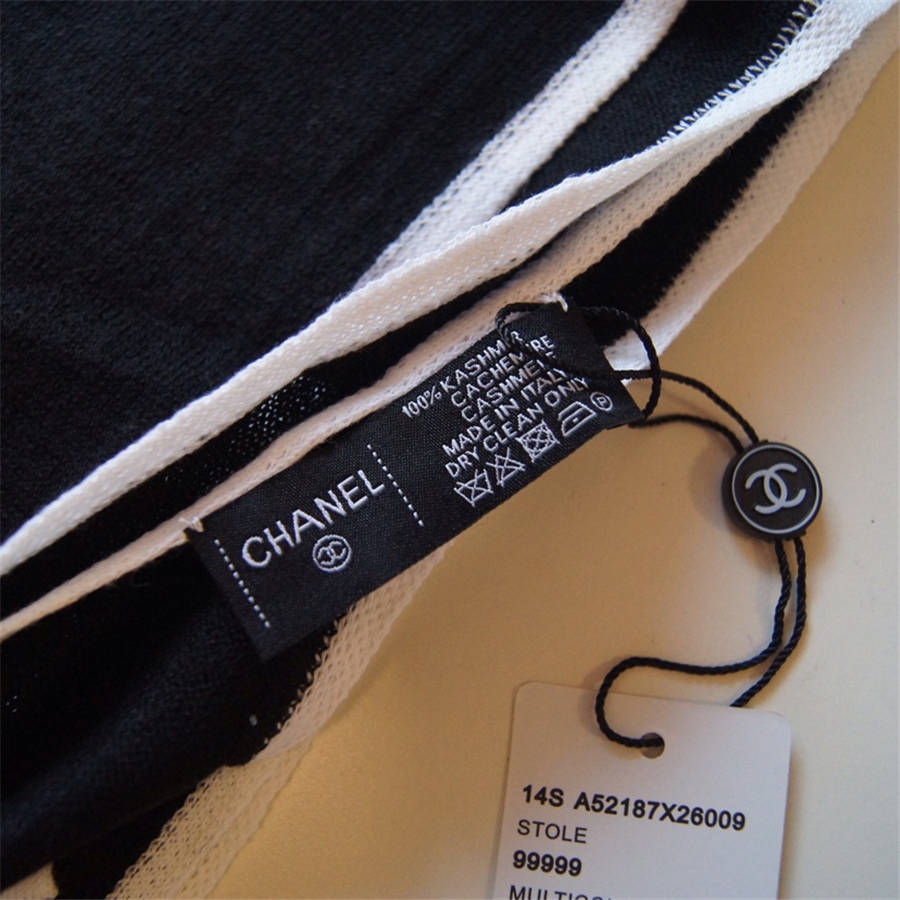 CHANEL
100% KASHMIR
CACHEMIRE
CASHMERE
MADE IN ITALY
DRY CLEAN ONLY
P
14S A52187X26009
STOLE
99999